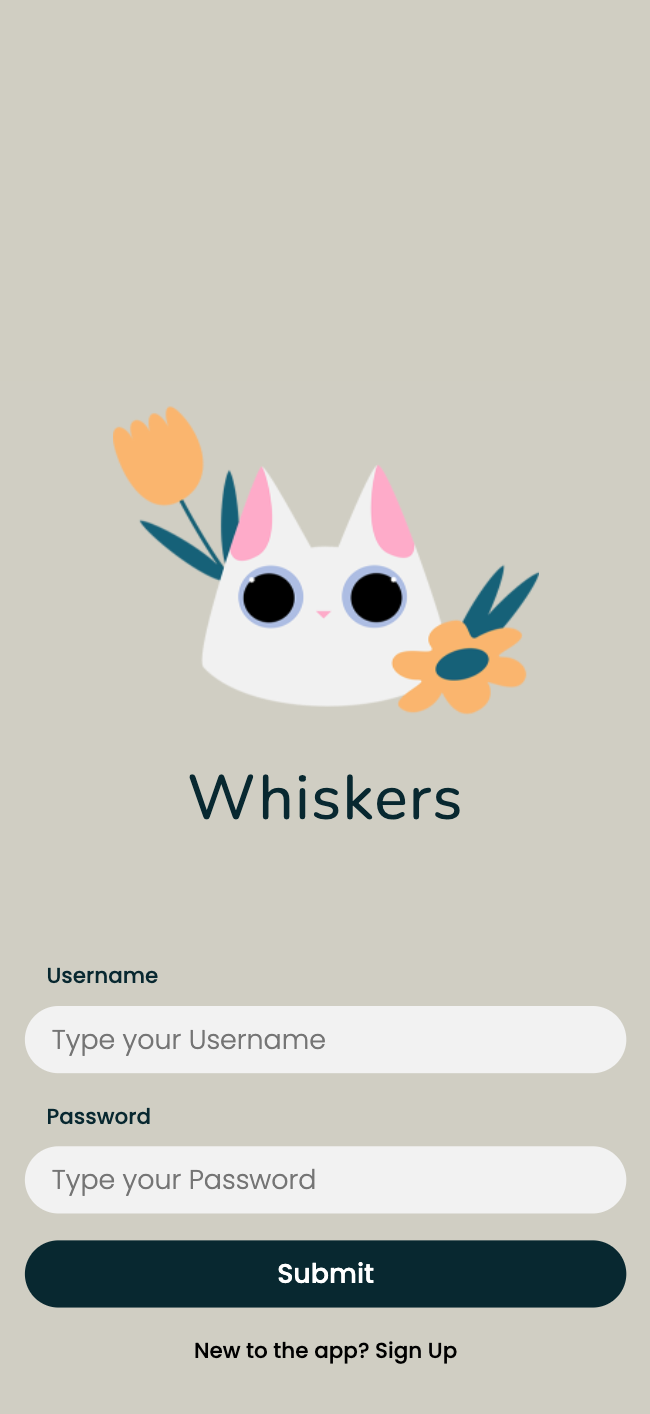 Whiskers
Username
Type your Username
Password
Type your Password
Submit
New to the app? Sign Up